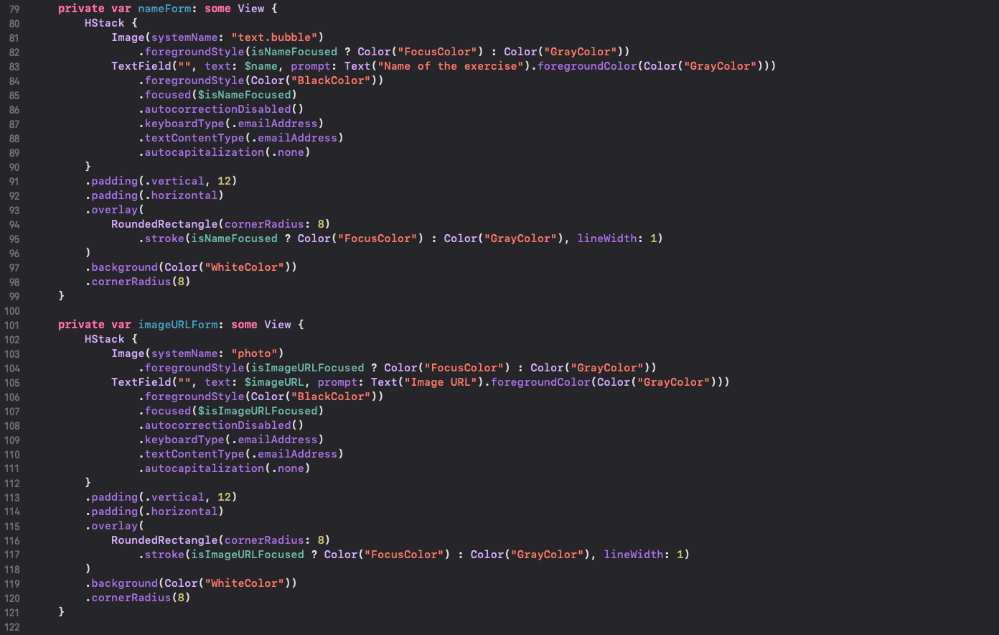 79 private var nameForm: some View {
80 HStack {
81 Image(systemName: "text.bubble")
82 .foregroundStyle(isNameFocused ? Color("FocusColor") : Color("GrayColor"))
83 TextField("", text: $name, prompt: Text("Name of the exercise").foregroundColor(Color("GrayColor")))
84 .foregroundStyle(Color("BlackColor"))
85 .focused($isNameFocused)
86 .autocorrectionDisabled()
87 .keyboardType(.emailAddress)
88 .textContentType(.emailAddress)
89 .autocapitalization(.none)
90 }
91 .padding(.vertical, 12)
92 .padding(.horizontal)
93 .overlay(
94 RoundedRectangle(cornerRadius: 8)
95 .stroke(isNameFocused ? Color("FocusColor") : Color("GrayColor"), lineWidth: 1)
96 )
97 .background(Color("WhiteColor"))
98 .cornerRadius(8)
99 }
100
101 private var imageURLForm: some View {
102 HStack {
103 Image(systemName: "photo")
104 .foregroundStyle(isImageURLFocused ? Color("FocusColor") : Color("GrayColor"))
105 TextField("", text: $imageURL, prompt: Text("Image URL").foregroundColor(Color("GrayColor")))
106 .foregroundStyle(Color("BlackColor"))
107 .focused($isImageURLFocused)
108 .autocorrectionDisabled()
109 .keyboardType(.emailAddress)
110 .textContentType(.emailAddress)
111 .autocapitalization(.none)
112 }
113 .padding(.vertical, 12)
114 .padding(.horizontal)
115 .overlay(
116 RoundedRectangle(cornerRadius: 8)
117 .stroke(isImageURLFocused ? Color("FocusColor") : Color("GrayColor"), lineWidth: 1)
118 )
119 .background(Color("WhiteColor"))
120 .cornerRadius(8)
121 }
122